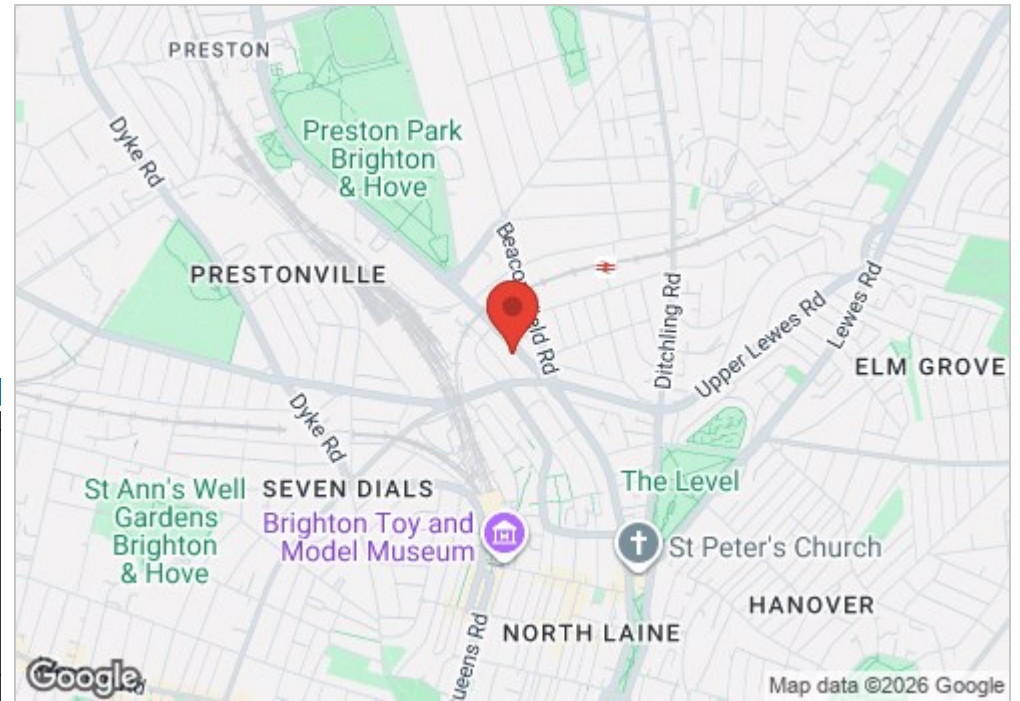 PRESTON
Dyke Rd
Preston Park
Brighton
& Hove
PRESTONVILLE
Ditchling Rd
Upper Lewes Rd
Lewes Rd
ELM GROVE
Dyke Rd
St Ann's Well
Gardens
Brighton
& Hove
SEVEN DIALS
The Level
Brighton Toy and
Model Museum
St Peter's Church
HANOVER
NORTH LAINE
Queens Rd
Google
Map data ©2026 Google